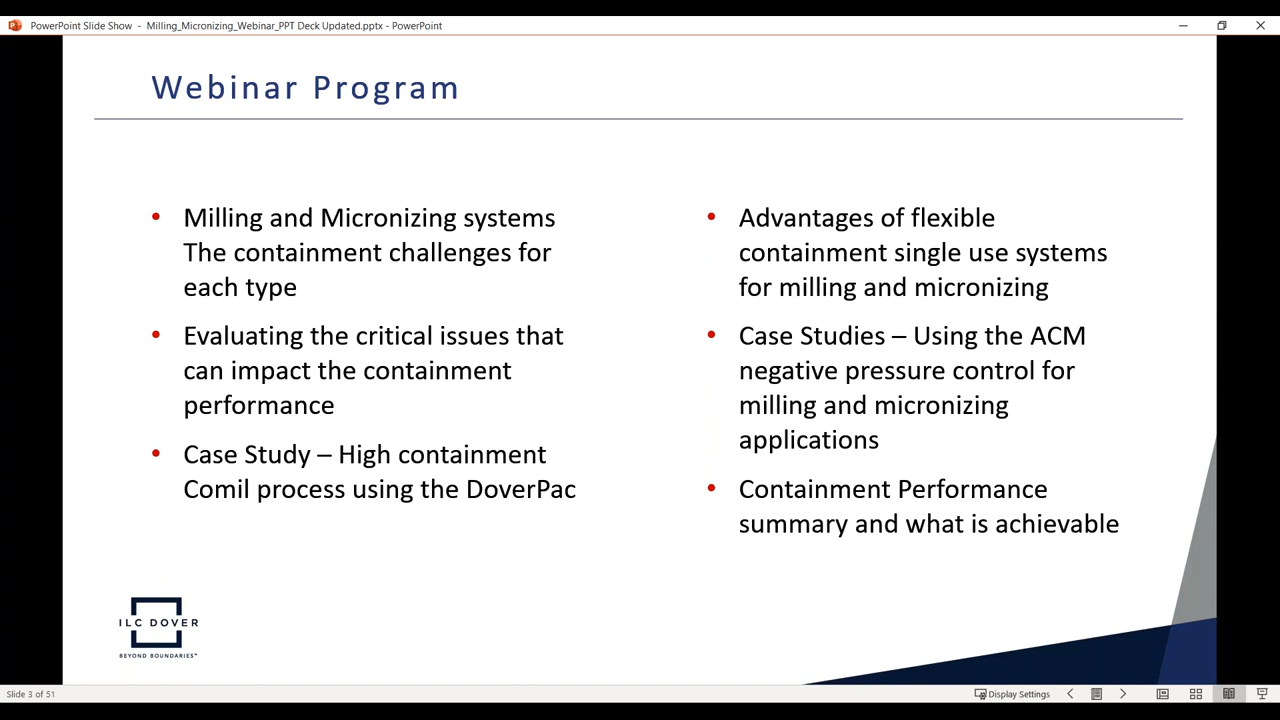 PowerPoint Slide Show - Milling_Micronizing_Webinar_PPT Deck Updated.pptx - PowerPoint
Webinar Program
• Milling and Micronizing systems
The containment challenges for
each type
• Evaluating the critical issues that
can impact the containment
performance
• Case Study – High containment
Comil process using the DoverPac
• Advantages of flexible
containment single use systems
for milling and micronizing
• Case Studies – Using the ACM
negative pressure control for
milling and micronizing
applications
• Containment Performance
summary and what is achievable
ILC DOVER
BEYOND BOUNDARIES™
Slide 3 of 51
Display Settings